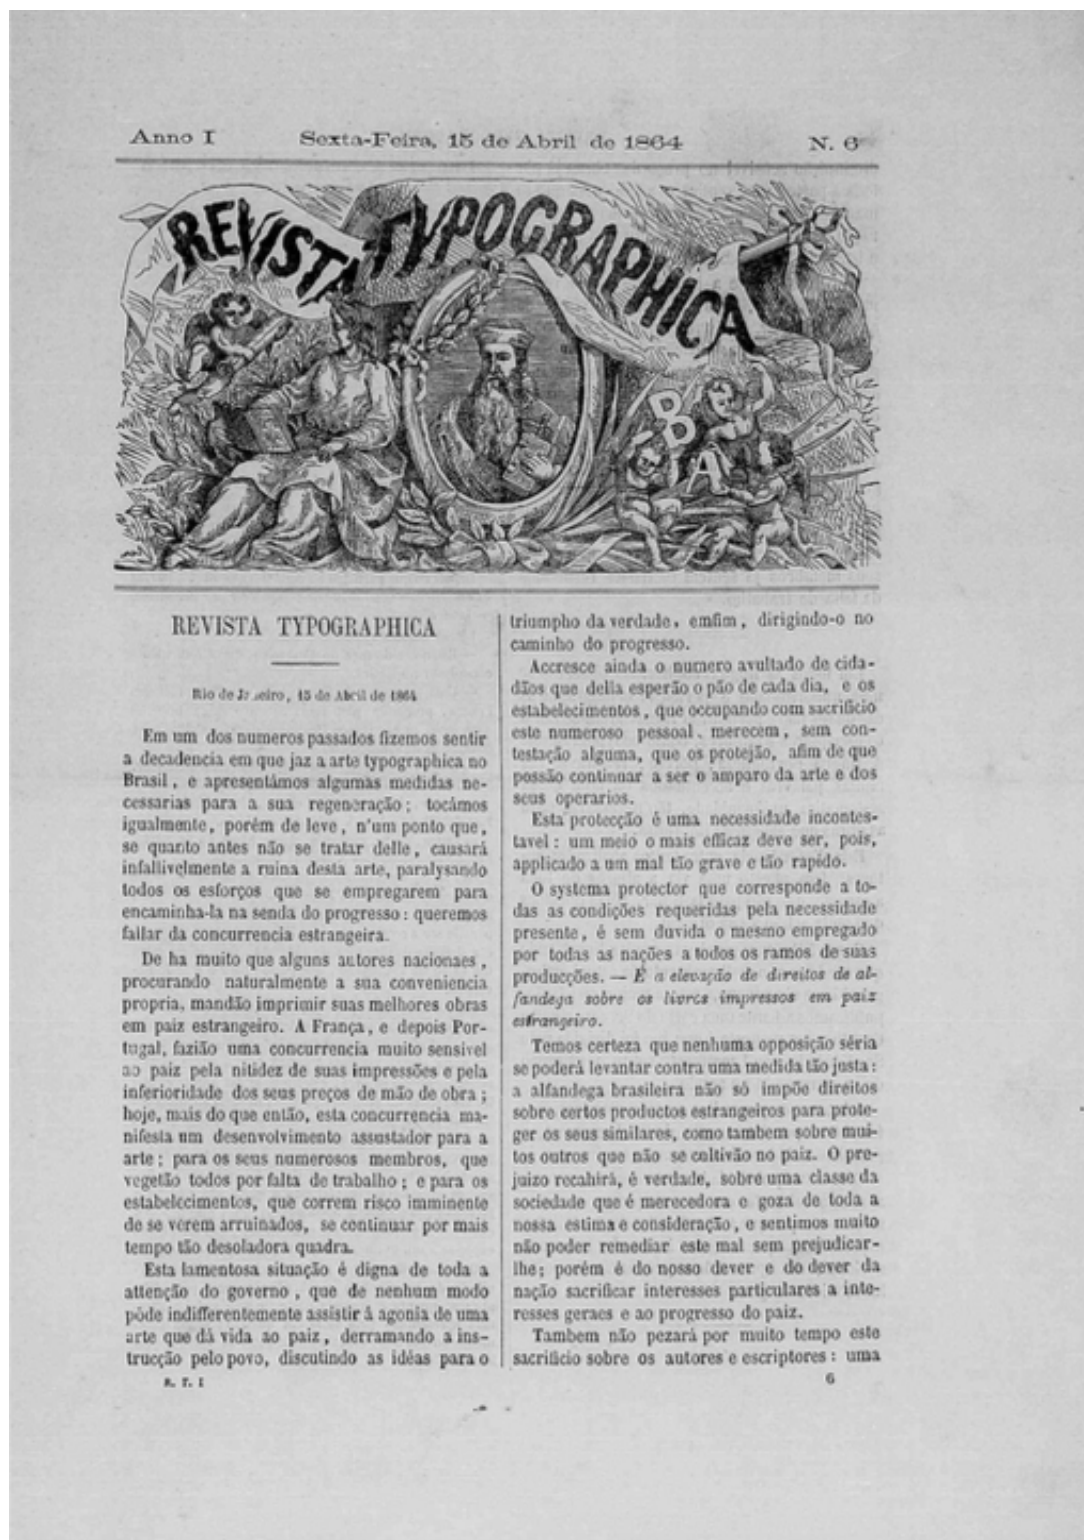 Anno I Sexta-Feira, 15 de Abril de 1864 N. 6
REVISTA TYPOGRAPHICA
B
A
REVISTA TYPOGRAPHICA
Rio de Janeiro, 15 de Abril de 1864
Em um dos numeros passados fizemos sentir
a decadencia em que jaz a arte typographica no
Brasil, e apresentámos algumas medidas ne-
cessarias para a sua regeneração; tocámos
igualmente, porém de leve, n'um ponto que,
se quanto antes não se tratar delle, causará
infallivelmente a ruina desta arte, paralysando
todos os esforços que se empregarem para
encaminha-la na senda do progresso: queremos
fallar da concurrencia estrangeira.
De ha muito que alguns autores nacionaes,
procurando naturalmente a sua conveniencia
propria, mandão imprimir suas melhores obras
em paiz estrangeiro. A França, e depois Por-
tugal, fazião uma concurrencia muito sensivel
ao paiz pela nitidez de suas impressões e pela
inferioridade dos seus preços de mão de obra;
hoje, mais do que então, esta concurrencia ma-
nifesta um desenvolvimento assustador para a
arte; para os seus numerosos membros, que
vegetão todos por falta de trabalho; e para os
estabelecimentos, que correm risco imminente
de se verem arruinados, se continuar por mais
tempo tão desoladora quadra.
Esta lamentosa situação é digna de toda a
attenção do governo, que de nenhum modo
póde indifferentemente assistir á agonia de uma
arte que dá vida ao paiz, derramando a ins-
trucção pelo povo, discutindo as idéas para o
R. T. I
triumpho da verdade, emfim, dirigindo-o no
caminho do progresso.
Accresce ainda o numero avultado de cida-
dãos que della esperão o pão de cada dia, e os
estabelecimentos, que occupando com sacrificio
este numeroso pessoal, merecem, sem con-
testação alguma, que os protejão, afim de que
possão continuar a ser o amparo da arte e dos
seus operarios.
Esta protecção é uma necessidade incontes-
tavel: um meio o mais efficaz deve ser, pois,
applicado a um mal tão grave e tão rapido.
O systema protector que corresponde a to-
das as condições requeridas pela necessidade
presente, é sem duvida o mesmo empregado
por todas as nações a todos os ramos de suas
producções. — É a elevação de direitos de al-
fandega sobre os livros impressos em paiz
estrangeiro.
Temos certeza que nenhuma opposição séria
se poderá levantar contra uma medida tão justa:
a alfandega brasileira não só impõe direitos
sobre certos productos estrangeiros para prote-
ger os seus similares, como tambem sobre mui-
tos outros que não se cultivão no paiz. O pre-
juizo recahirá, é verdade, sobre uma classe da
sociedade que é merecedora e goza de toda a
nossa estima e consideração, e sentimos muito
não poder remediar este mal sem prejudicar-
lhe; porém é do nosso dever e do dever da
nação sacrificar interesses particulares a inte-
resses geraes e ao progresso do paiz.
Tambem não pezará por muito tempo este
sacrificio sobre os autores e escriptores: uma
6